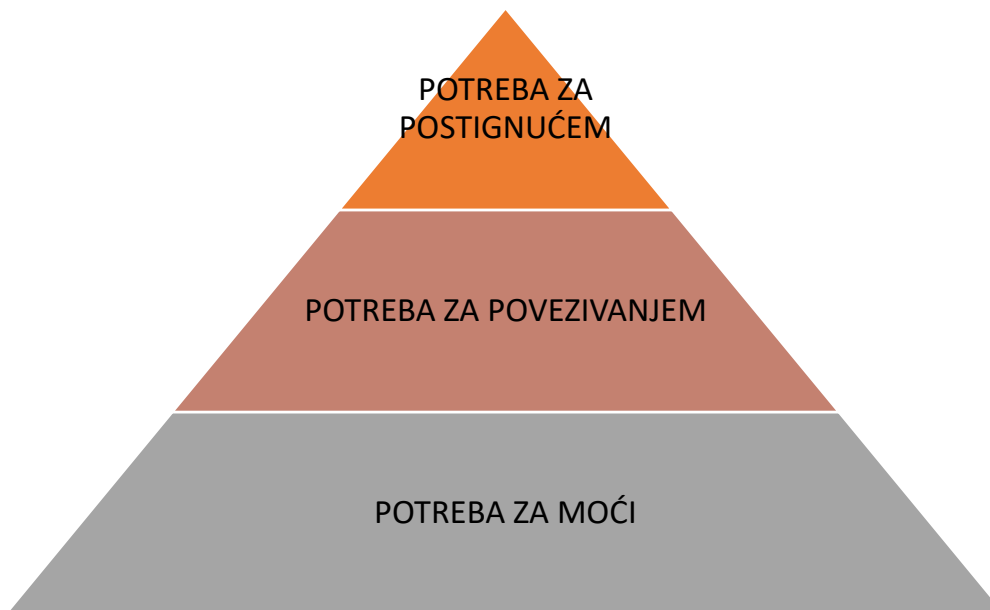 POTREBA ZA
POSTIGNUĆEM
POTREBA ZA POVEZIVANJEM
POTREBA ZA MOĆI